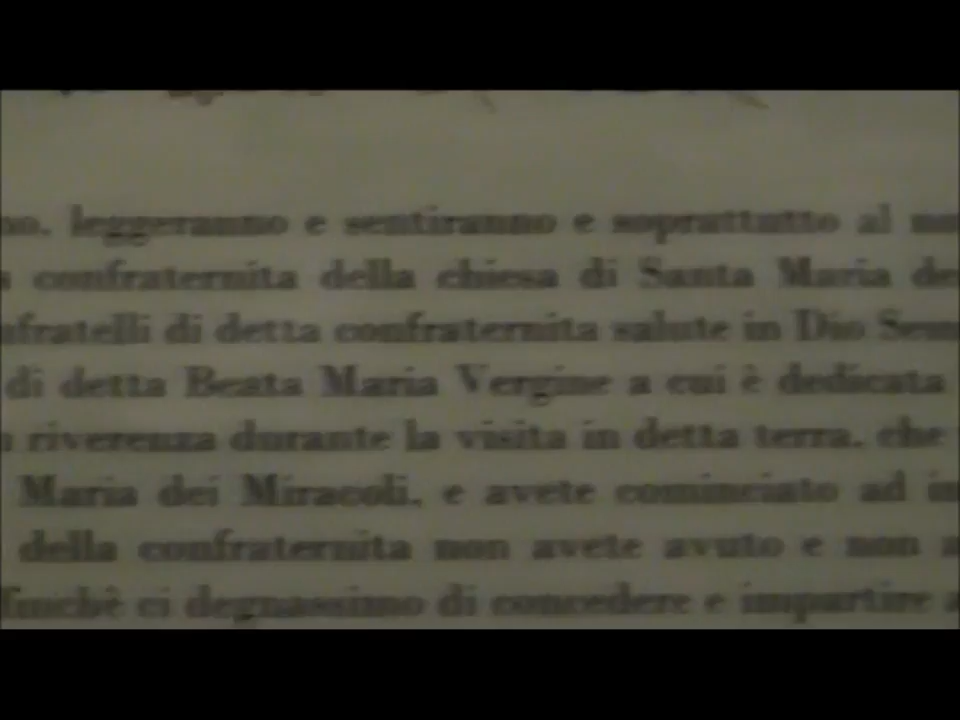 leggeranno e sentiranno e soprattutto al
confraternita della chiesa di Santa Maria
di detta confraternita salute in Dio
di detta Beata Maria Vergine a cui è dedicata
riverenza durante la visita in detta terra, che
Maria dei Miracoli, e avete cominciato ad
della confraternita non avete avuto e non
ci degnassimo di concedere e impartire